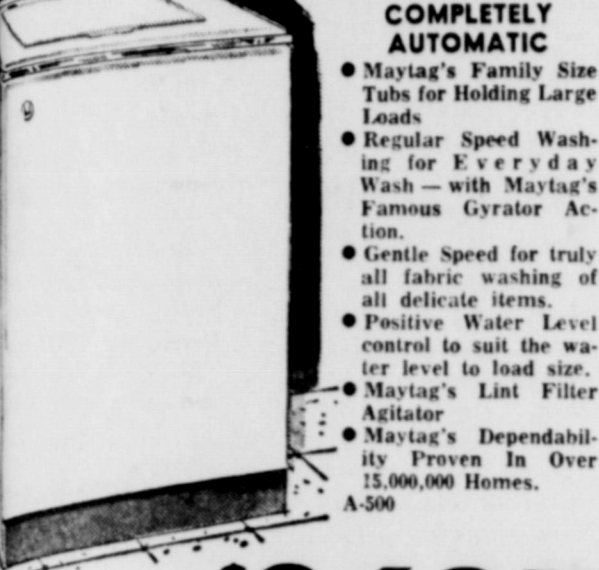 COMPLETELY
AUTOMATIC
● Maytag's Family Size
Tubs for Holding Large
Loads
● Regular Speed Wash-
ing for Everyday
Wash — with Maytag's
Famous Gyrator Ac-
tion.
● Gentle Speed for truly
all fabric washing of
all delicate items.
● Positive Water Level
control to suit the wa-
ter level to load size.
● Maytag's Lint Filter
Agitator
● Maytag's Dependabil-
ity Proven In Over
15,000,000 Homes.
A-500